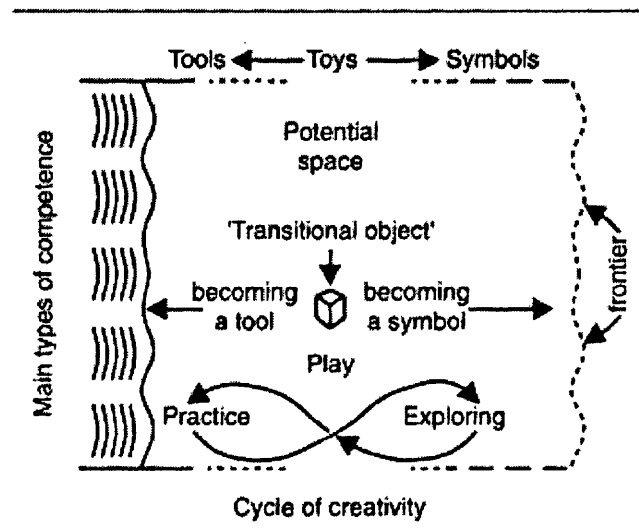 Tools Toys Symbols
Potential
space
'Transitional object'
becoming
a tool
becoming
a symbol
Play
Practice Exploring
Main types of competence
frontier
Cycle of creativity